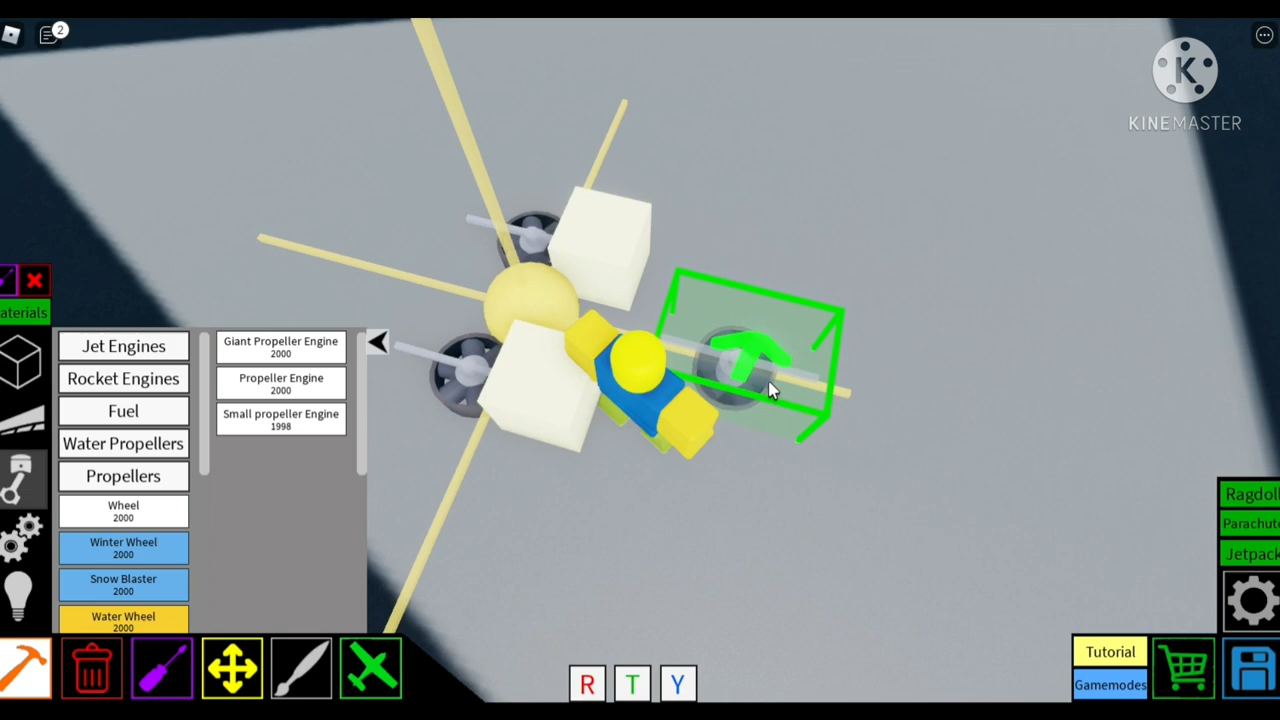 2
KINEMASTER
aterials
Jet Engines
Rocket Engines
Fuel
Water Propellers
Propellers
Wheel
2000
Winter Wheel
2000
Snow Blaster
2000
Water Wheel
2000
Giant Propeller Engine
2000
Propeller Engine
2000
Small propeller Engine
1998
R T Y
Ragdoll
Parachute
Jetpack
Tutorial
Gamemodes